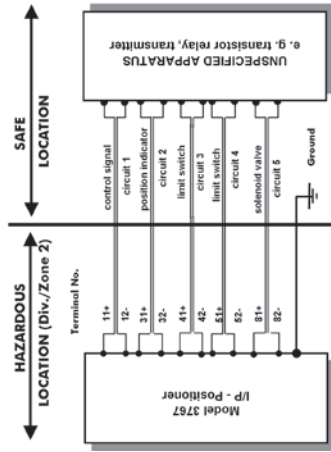 HAZARDOUS
LOCATION (Div./Zone 2)
SAFE
LOCATION
Terminal No.
Model 3767
I/P - Positioner
11+
12-
31+
32-
41+
42-
51+
52-
81+
82-
control signal
circuit 1
position indicator
circuit 2
limit switch
circuit 3
limit switch
circuit 4
solenoid valve
circuit 5
Ground
UNSPECIFIED APPARATUS
e. g. transistor relay, transmitter